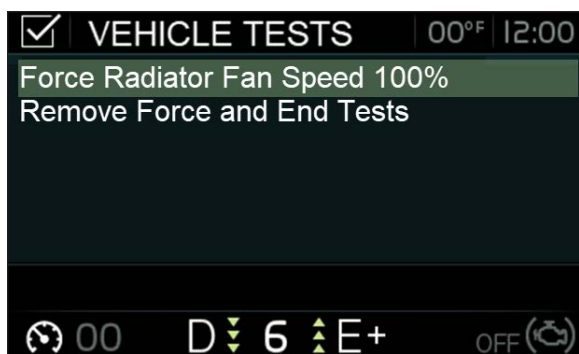 VEHICLE TESTS 00°F 12:00
Force Radiator Fan Speed 100%
Remove Force and End Tests
00 D 6 E+ OFF